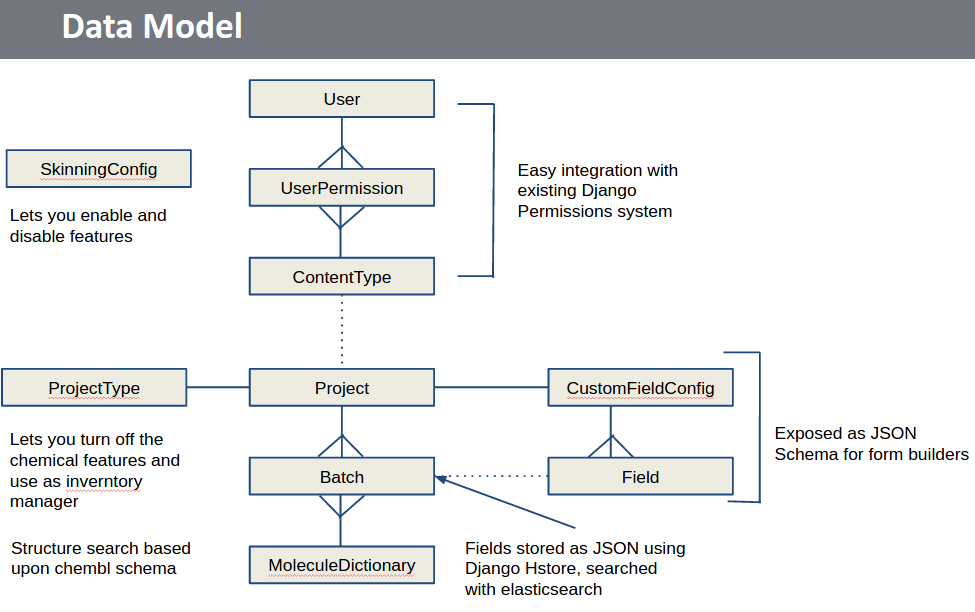 Data Model
User
SkinningConfig
Lets you enable and
disable features
UserPermission
Easy integration with
existing Django
Permissions system
ContentType
ProjectType
Project
CustomFieldConfig
Lets you turn off the
chemical features and
use as inverntory
manager
Batch
Field
Exposed as JSON
Schema for form builders
Structure search based
upon chembl schema
MoleculeDictionary
Fields stored as JSON using
Django Hstore, searched
with elasticsearch